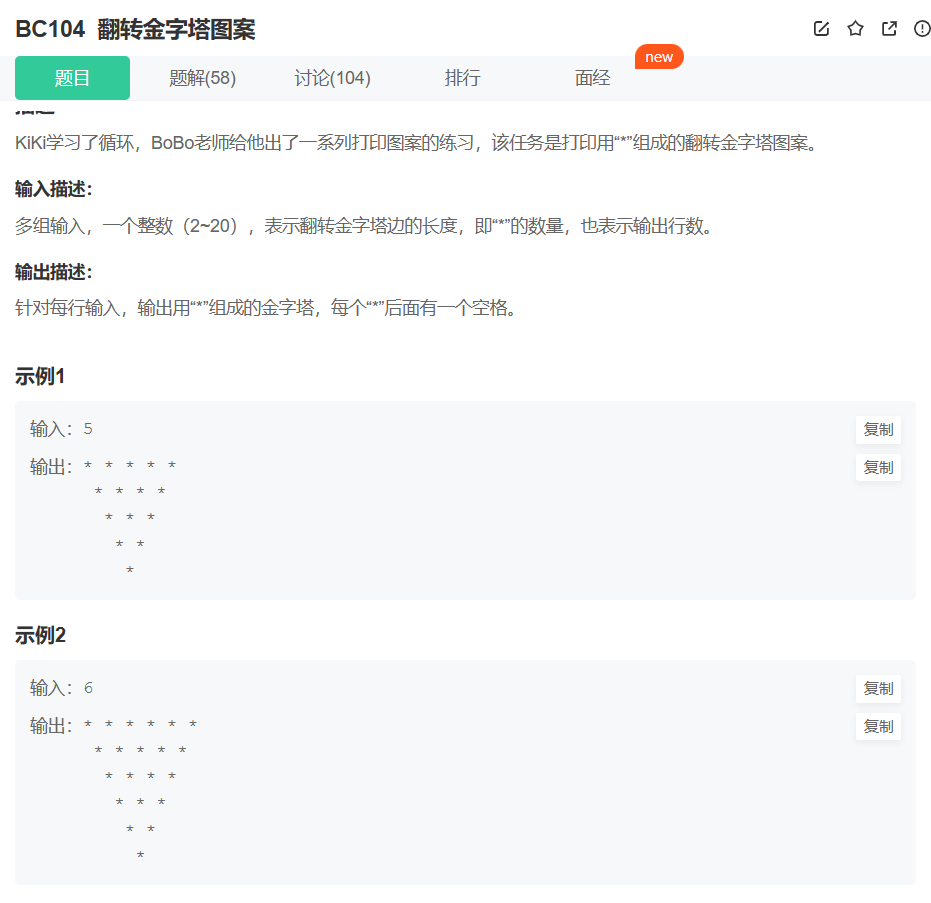 BC104 翻转金字塔图案
new
题目 题解(58) 讨论(104) 排行 面经
KiKi学习了循环，BoBo老师给他出了一系列打印图案的练习，该任务是打印用“*”组成的翻转金字塔图案。
输入描述：
多组输入，一个整数（2~20），表示翻转金字塔边的长度，即“*”的数量，也表示输出行数。
输出描述：
针对每行输入，输出用“*”组成的金字塔，每个“*”后面有一个空格。
示例1
输入：5 复制
输出：* * * * * 复制
* * * *
* * *
* *
*
示例2
输入：6 复制
输出：* * * * * * 复制
* * * * *
* * * *
* * *
* *
*